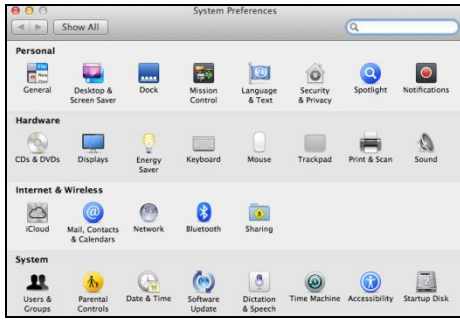 System Preferences
Show All
Personal
General
Desktop &
Screen Saver
Dock
Mission
Control
Language
& Text
Security
& Privacy
Spotlight
Notifications
Hardware
CDs & DVDs
Displays
Energy
Saver
Keyboard
Mouse
Trackpad
Print & Scan
Sound
Internet & Wireless
iCloud
Mail, Contacts
& Calendars
Network
Bluetooth
Sharing
System
Users &
Groups
Parental
Controls
Date & Time
Software
Update
Dictation
& Speech
Time Machine
Accessibility
Startup Disk